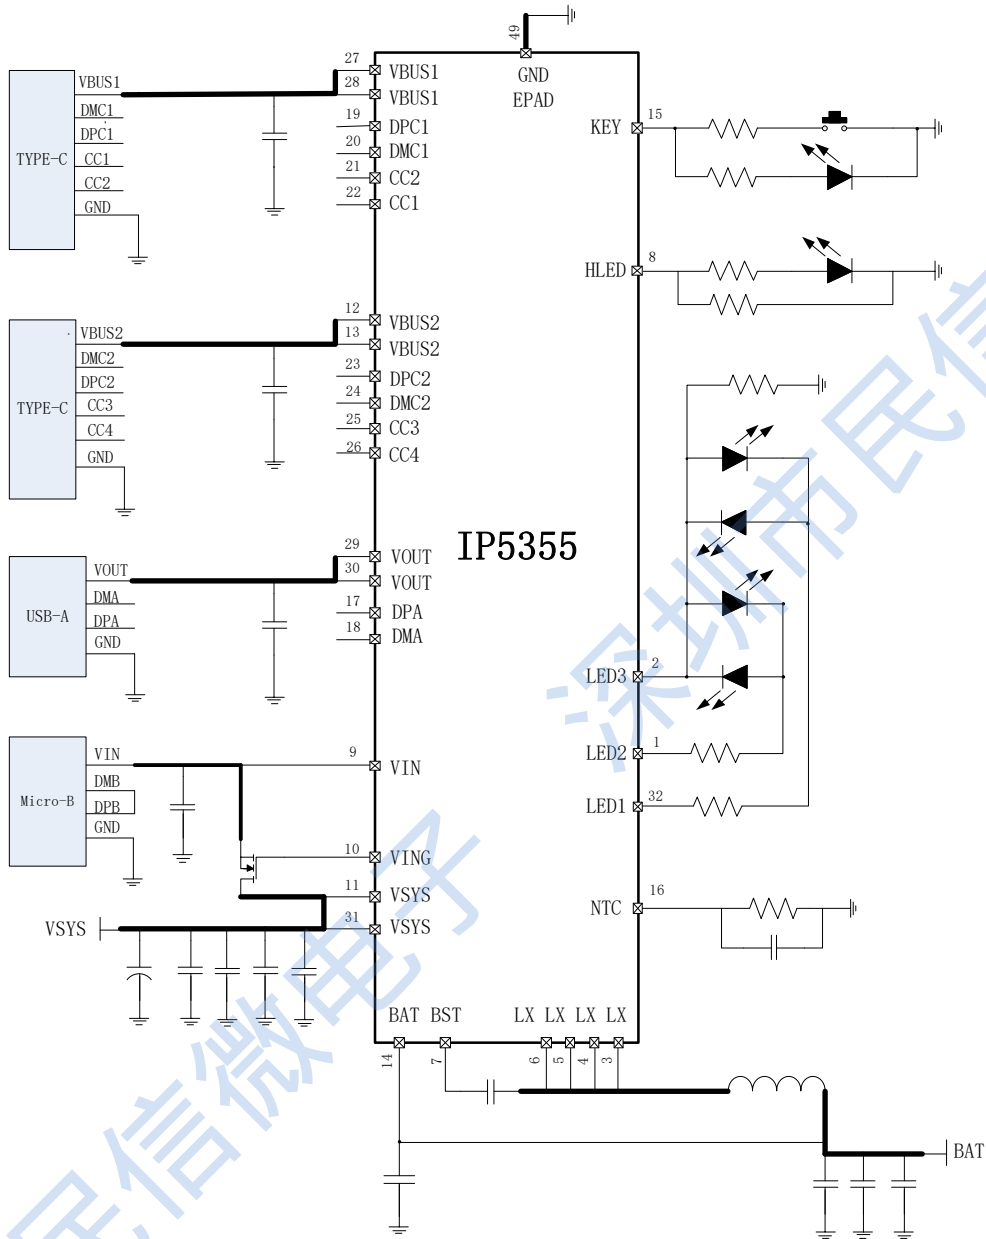 49
GND
EPAD
TYPE-C
VBUS1
DMC1
DPC1
CC1
CC2
GND
27
VBUS1
28
VBUS1
19
DPC1
20
DMC1
21
CC2
22
CC1
KEY
15
HLED
8
TYPE-C
VBUS2
DMC2
DPC2
CC3
CC4
GND
12
VBUS2
13
VBUS2
23
DPC2
24
DMC2
25
CC3
26
CC4
IP5355
USB-A
VOUT
DMA
DPA
GND
29
VOUT
30
VOUT
17
DPA
18
DMA
LED3
2
LED2
1
LED1
32
Micro-B
VIN
DMB
DPB
GND
9
VIN
10
VING
11
VSYS
31
VSYS
VSYS
NTC
16
BAT
BST
LX
LX
LX
LX
14
7
6
5
4
3
BAT
深圳市民信
民信微电子